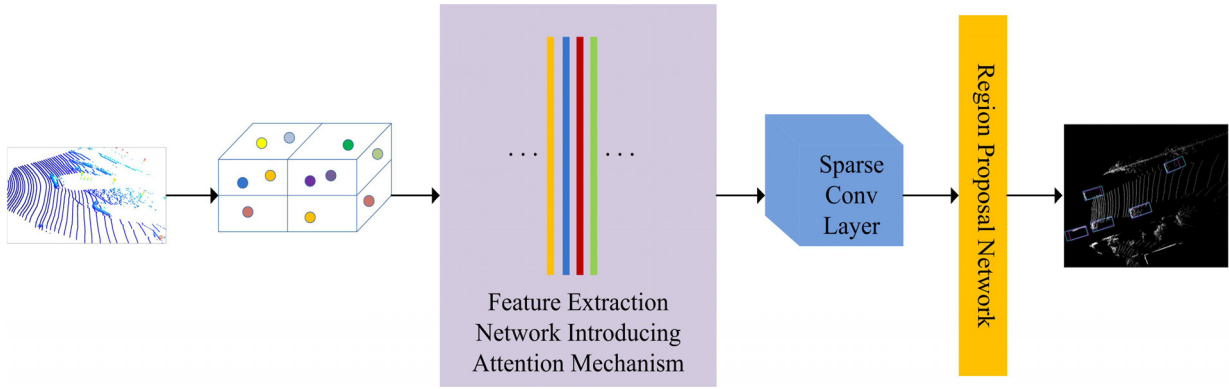 ... ...
Feature Extraction
Network Introducing
Attention Mechanism
Sparse
Conv
Layer
Region Proposal Network